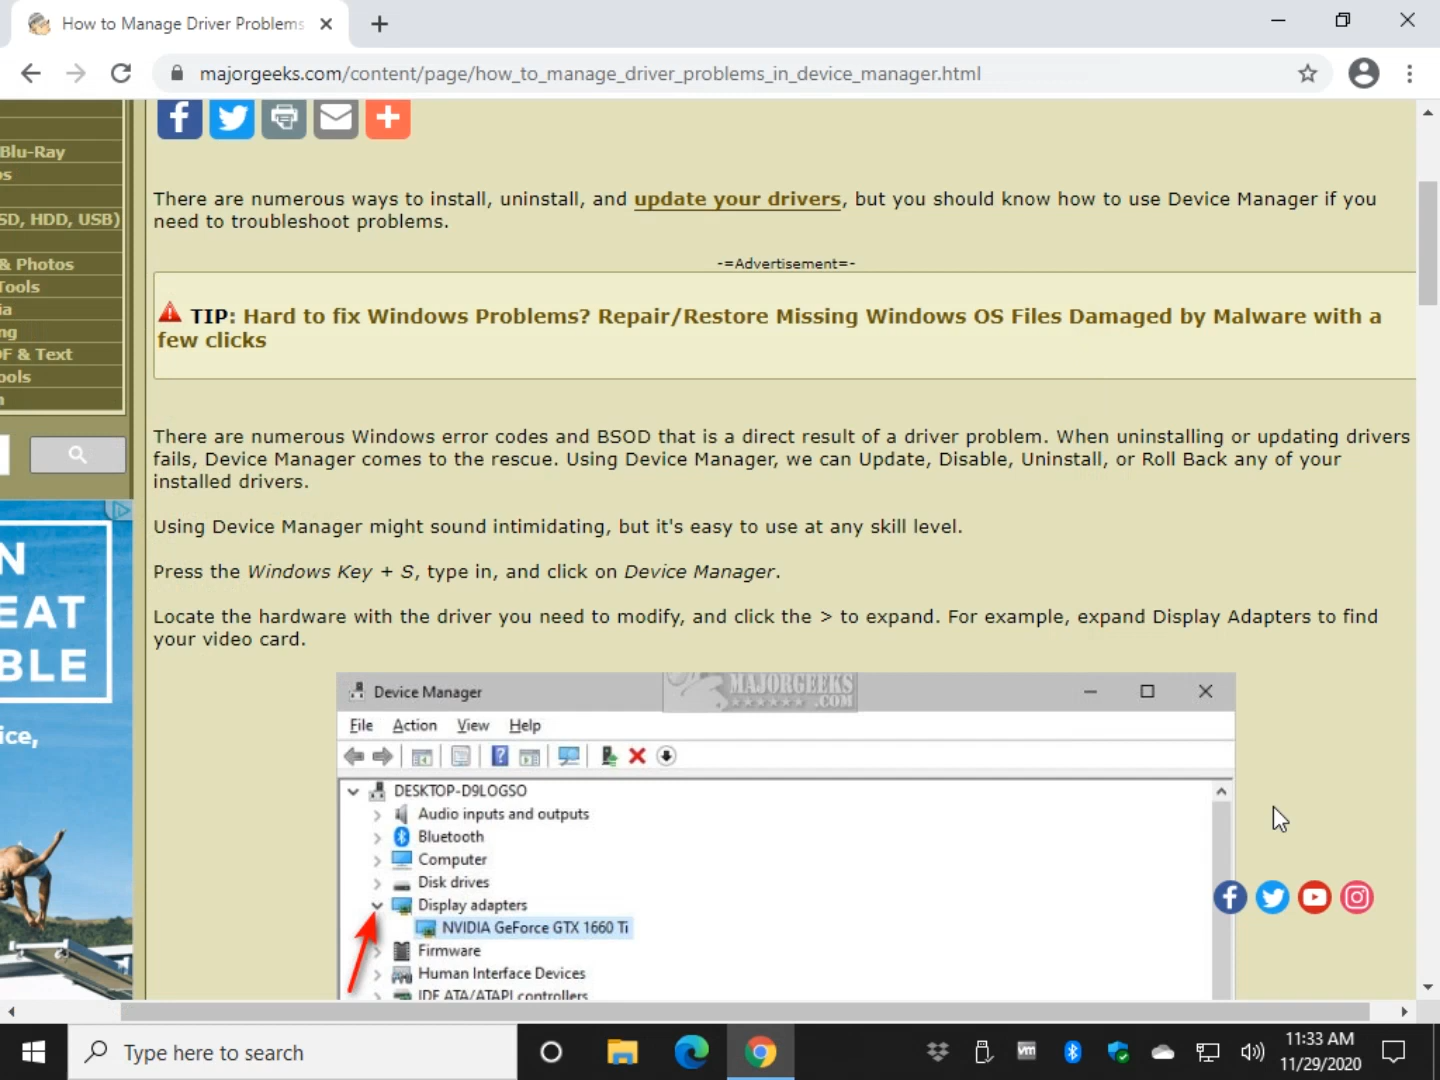 How to Manage Driver Problems
majorgeeks.com/content/page/how_to_manage_driver_problems_in_device_manager.html
Blu-Ray
SD, HDD, USB)
& Photos
Tools
& Text
There are numerous ways to install, uninstall, and update your drivers, but you should know how to use Device Manager if you
need to troubleshoot problems.
-=Advertisement=-
TIP: Hard to fix Windows Problems? Repair/Restore Missing Windows OS Files Damaged by Malware with a
few clicks
There are numerous Windows error codes and BSOD that is a direct result of a driver problem. When uninstalling or updating drivers
fails, Device Manager comes to the rescue. Using Device Manager, we can Update, Disable, Uninstall, or Roll Back any of your
installed drivers.
Using Device Manager might sound intimidating, but it's easy to use at any skill level.
Press the Windows Key + S, type in, and click on Device Manager.
Locate the hardware with the driver you need to modify, and click the > to expand. For example, expand Display Adapters to find
your video card.
N
EAT
BLE
ice,
Device Manager
MAJORGEEKS
.COM
File Action View Help
DESKTOP-D9LOGSO
Audio inputs and outputs
Bluetooth
Computer
Disk drives
Display adapters
NVIDIA GeForce GTX 1660 Ti
Firmware
Human Interface Devices
IDE ATA/ATAPI controllers
Type here to search
vm
11:33 AM
11/29/2020